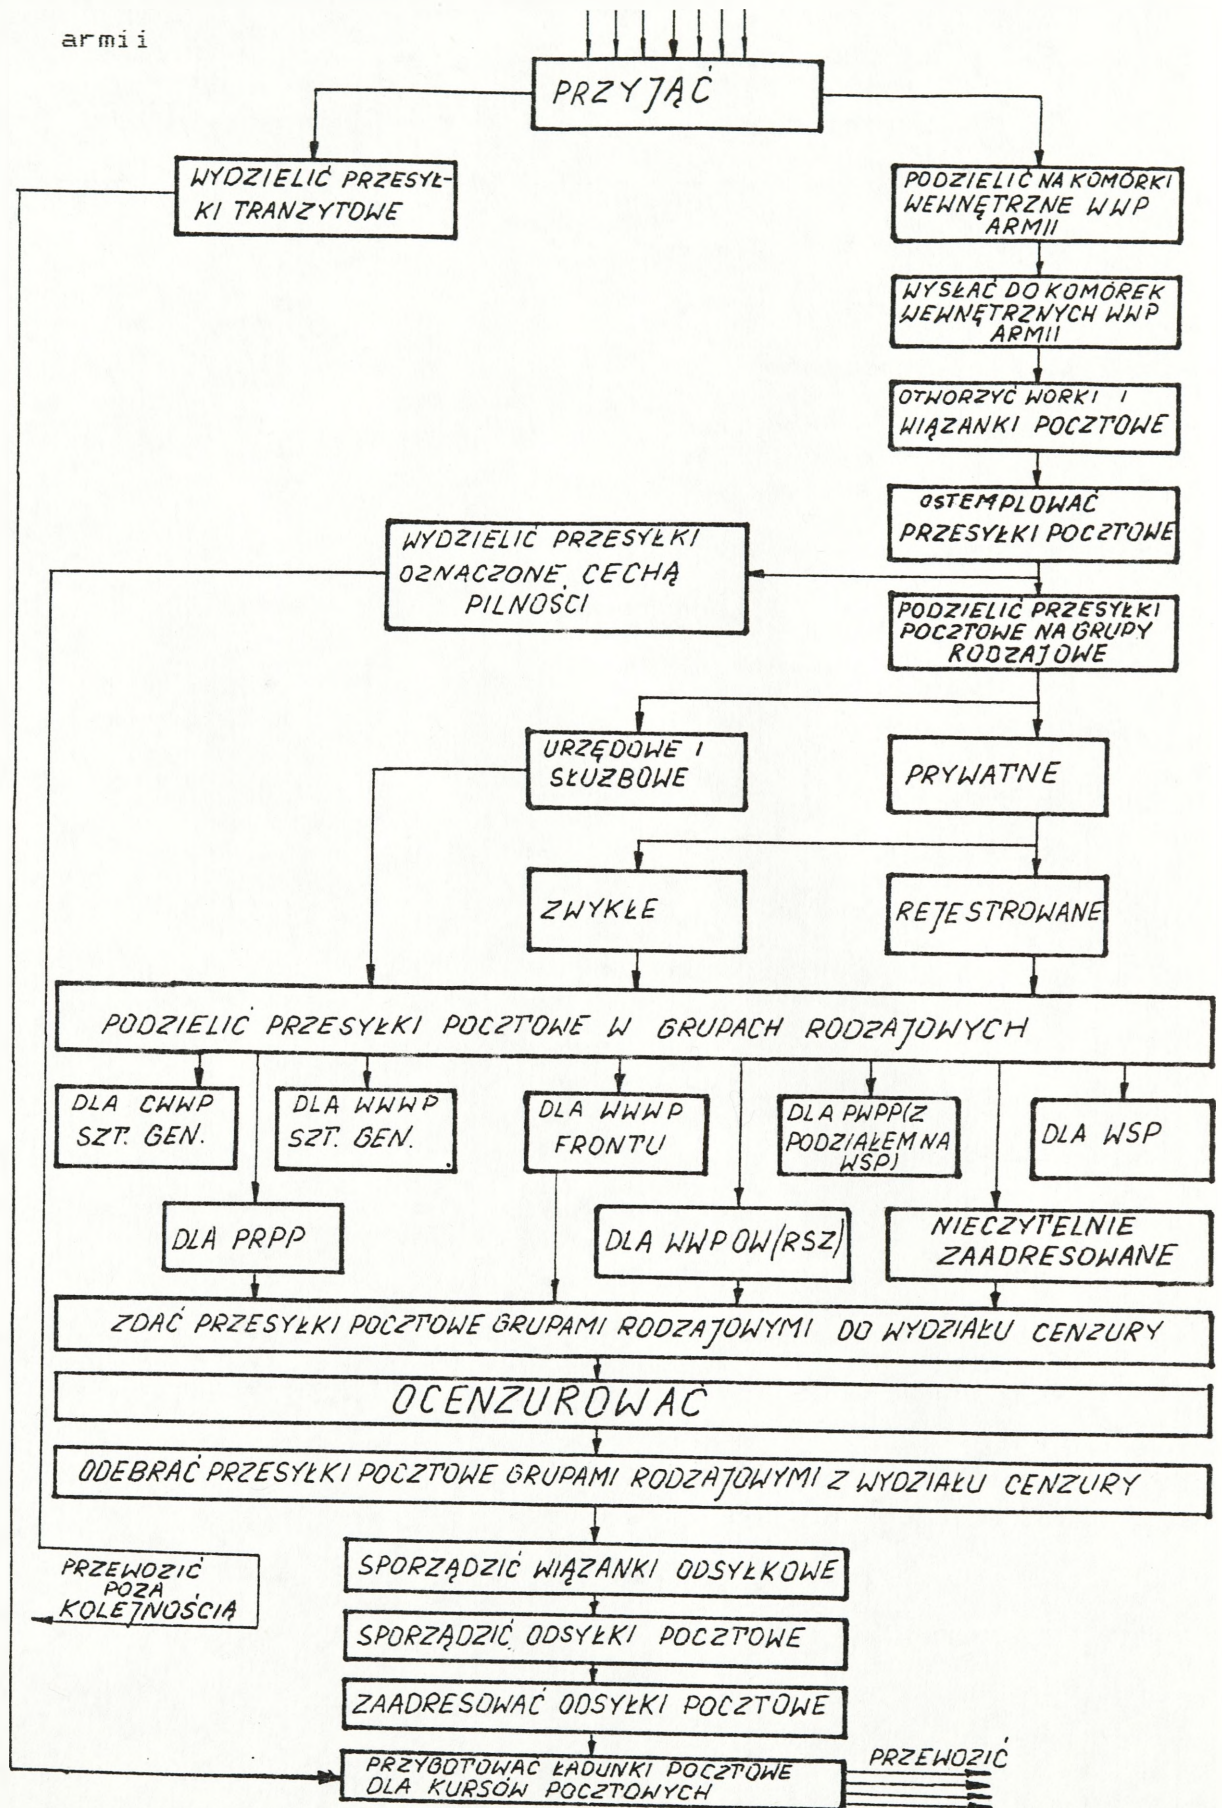 armii
PRZYJĄĆ
WYDZIELIĆ PRZESYŁ-
KI TRANZYTOWE
PODZIELIĆ NA KOMÓRKI
WEWNĘTRZNE WWP
ARMII
WYSŁAĆ DO KOMÓREK
WEWNĘTRZNYCH WWP
ARMII
OTWORZYĆ WORKI I
WIĄZANKI POCZTOWE
OSTEMPLOWAĆ
PRZESYŁKI POCZTOWE
WYDZIELIĆ PRZESYŁKI
OZNACZONE CECHĄ
PILNOŚCI
PODZIELIĆ PRZESYŁKI
POCZTOWE NA GRUPY
RODZAJOWE
URZĘDOWE I
SŁUŻBOWE
PRYWATNE
ZWYKŁE
REJESTROWANE
PODZIELIĆ PRZESYŁKI POCZTOWE W GRUPACH RODZAJOWYCH
DLA CWWP
SZT. GEN.
DLA WWWP
SZT. GEN.
DLA WWWP
FRONTU
DLA PWPP(Z
PODZIAŁEM NA
WSP)
DLA WSP
DLA PRPP
DLA WWP OW(RSZ)
NIECZYTELNIE
ZAADRESOWANE
ZDAĆ PRZESYŁKI POCZTOWE GRUPAMI RODZAJOWYMI DO WYDZIAŁU CENZURY
OCENZUROWAĆ
ODEBRAĆ PRZESYŁKI POCZTOWE GRUPAMI RODZAJOWYMI Z WYDZIAŁU CENZURY
SPORZĄDZIĆ WIĄZANKI ODSYŁKOWE
PRZEWOZIĆ
POZA
KOLEJNOŚCIĄ
SPORZĄDZIĆ ODSYŁKI POCZTOWE
ZAADRESOWAĆ ODSYŁKI POCZTOWE
PRZYGOTOWAĆ ŁADUNKI POCZTOWE
DLA KURSÓW POCZTOWYCH
PRZEWOZIĆ